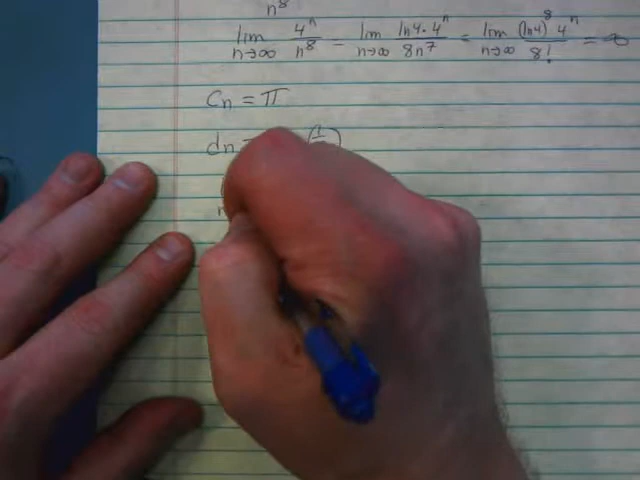 n⁸
lim n→∞ 4ⁿ/n⁸ = lim n→∞ ln4·4ⁿ/8n⁷ = lim n→∞ (ln4)⁸ 4ⁿ/8! = ∞
Cₙ = π
dₙ =